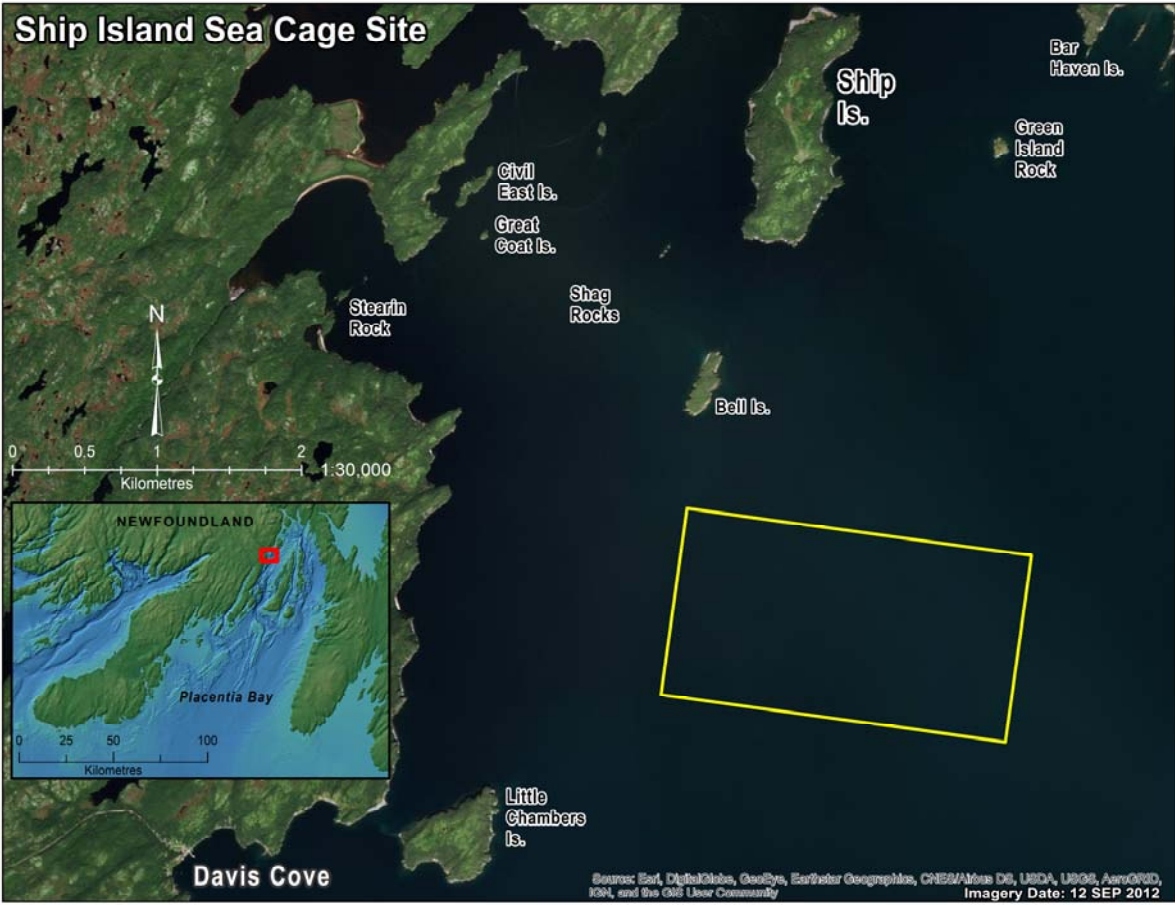 Ship Island Sea Cage Site
Bar
Haven Is.
Ship
Is.
Green
Island
Rock
Civil
East Is.
Great
Coat Is.
Shag
Rocks
Stearin
Rock
N
Bell Is.
0 0.5 1 2
1:30,000
Kilometres
NEWFOUNDLAND
Placentia Bay
0 25 50 100
Kilometres
Little
Chambers
Is.
Davis Cove
Source: Esri, DigitalGlobe, GeoEye, Earthstar Geographics, CNES/Airbus DS, USDA, USGS, AeroGRID,
IGN, and the GIS User Community
Imagery Date: 12 SEP 2012